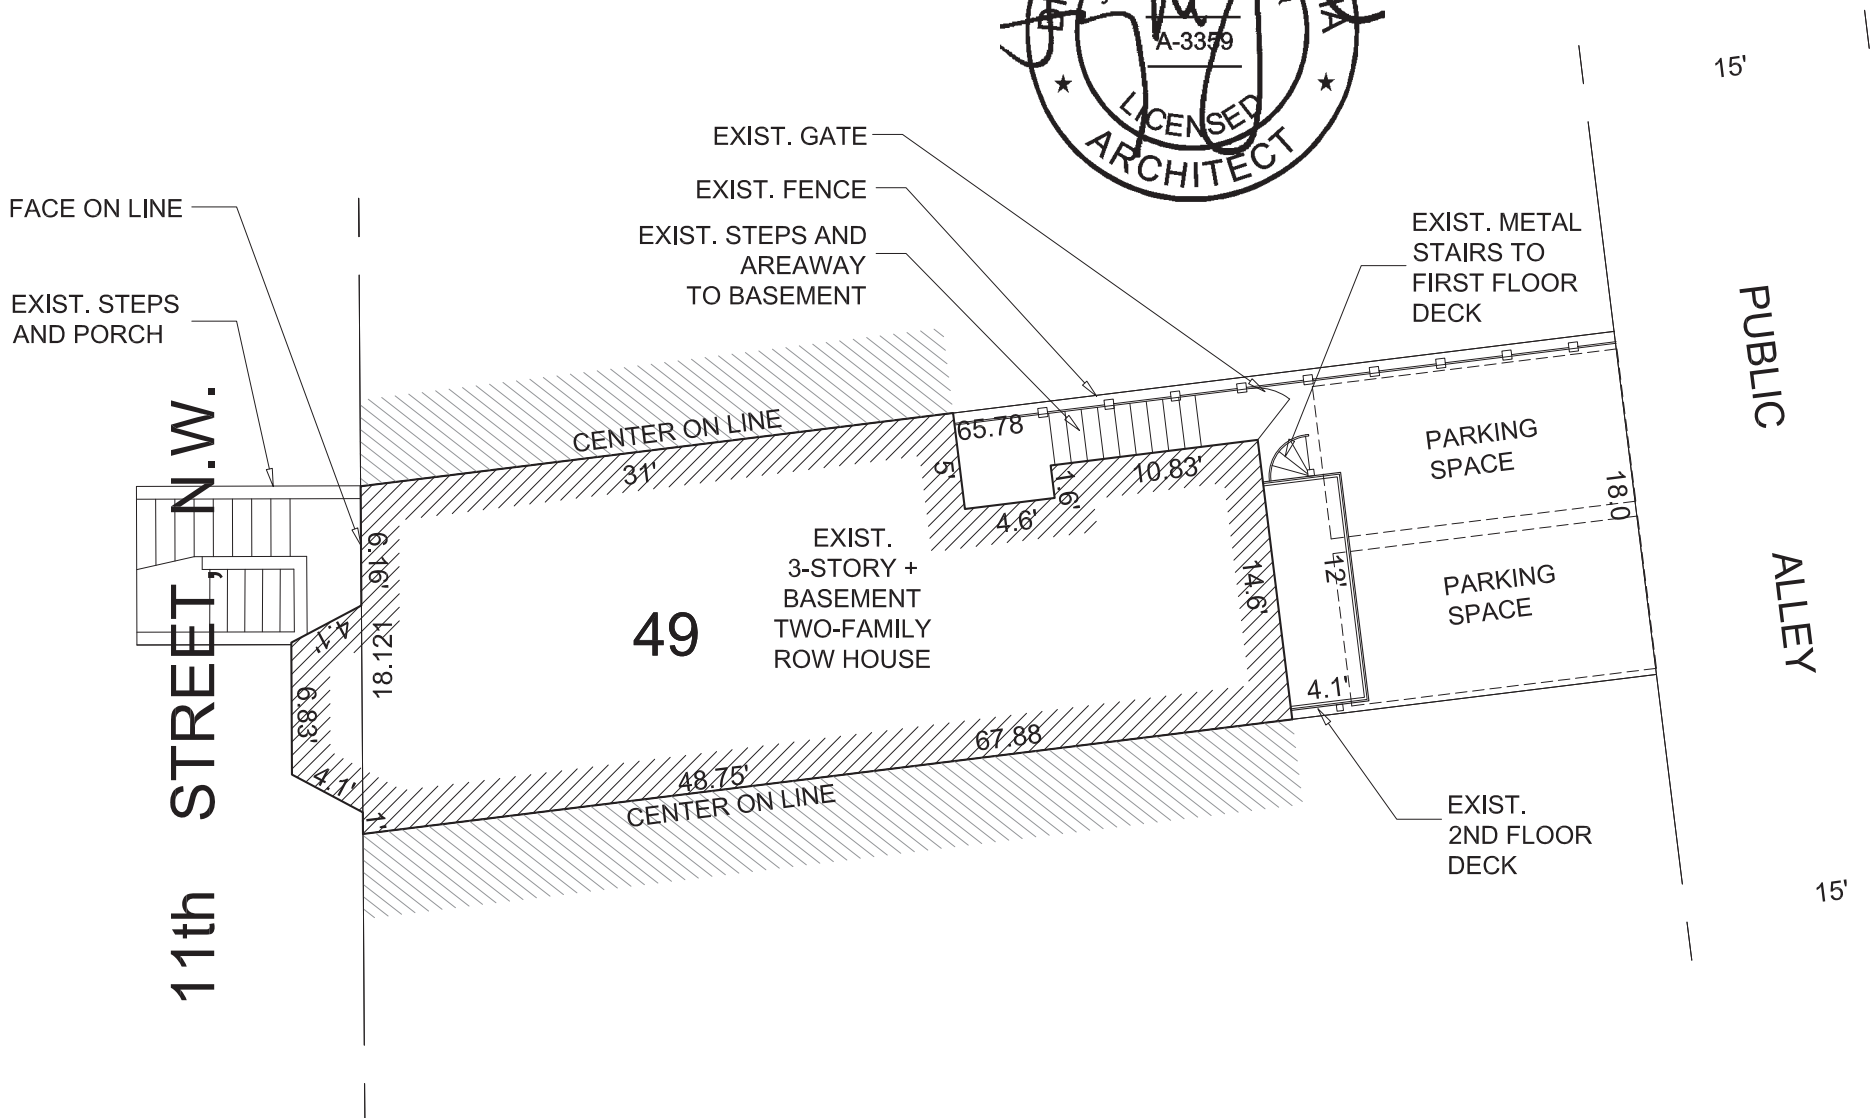 A-3359
LICENSED
ARCHITECT
15'
EXIST. GATE
EXIST. FENCE
EXIST. STEPS AND
AREAWAY
TO BASEMENT
FACE ON LINE
EXIST. STEPS
AND PORCH
EXIST. METAL
STAIRS TO
FIRST FLOOR
DECK
PUBLIC ALLEY
11th STREET, N.W.
CENTER ON LINE
31'
65.78
5'
4.6'
1.6'
10.83'
PARKING
SPACE
18.0
6.16'
4.1'
18.121
6.83'
4.1'
1'
49
EXIST.
3-STORY +
BASEMENT
TWO-FAMILY
ROW HOUSE
14.6'
12'
4.1'
PARKING
SPACE
67.88
48.75'
CENTER ON LINE
EXIST.
2ND FLOOR
DECK
15'